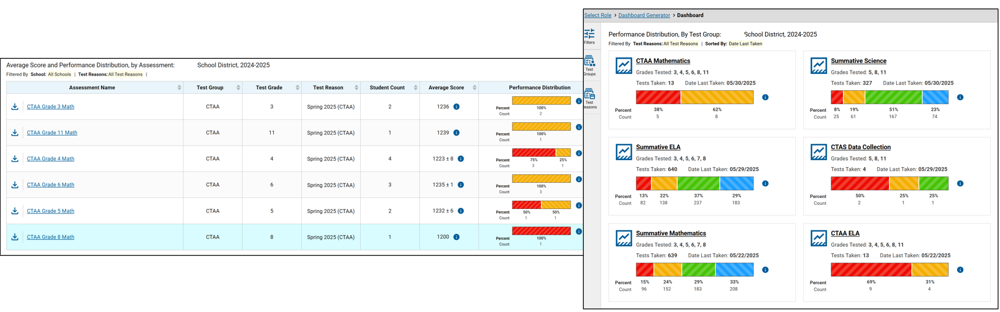 Average Score and Performance Distribution, by Assessment: School District, 2024-2025
Filtered By School: All Schools | Test Reasons: All Test Reasons |
Assessment Name Test Group Test Grade Test Reason Student Count Average Score Performance Distribution
CTAA Grade 3 Math CTAA 3 Spring 2025 (CTAA) 2 1236
Percent 100%
Count 2
CTAA Grade 11 Math CTAA 11 Spring 2025 (CTAA) 1 1239
Percent 100%
Count 1
CTAA Grade 4 Math CTAA 4 Spring 2025 (CTAA) 4 1223 ± 8
Percent 75% 25%
Count 3 1
CTAA Grade 6 Math CTAA 6 Spring 2025 (CTAA) 3 1235 ± 1
Percent 100%
Count 3
CTAA Grade 5 Math CTAA 5 Spring 2025 (CTAA) 2 1232 ± 6
Percent 50% 50%
Count 1 1
CTAA Grade 8 Math CTAA 8 Spring 2025 (CTAA) 1 1200
Percent 100%
Count 1
Select Role > Dashboard Generator > Dashboard
Filters
Test
Groups
Test
Reasons
Performance Distribution, By Test Group: School District, 2024-2025
Filtered By Test Reasons: All Test Reasons | Sorted By: Date Last Taken
CTAA Mathematics
Grades Tested: 3, 4, 5, 6, 8, 11
Tests Taken: 13 Date Last Taken: 05/30/2025
Percent 38% 62%
Count 5 8
Summative Science
Grades Tested: 5, 8, 11
Tests Taken: 327 Date Last Taken: 05/30/2025
Percent 8% 19% 51% 23%
Count 25 61 167 74
Summative ELA
Grades Tested: 3, 4, 5, 6, 7, 8
Tests Taken: 640 Date Last Taken: 05/29/2025
Percent 13% 22% 37% 29%
Count 82 138 237 183
CTAS Data Collection
Grades Tested: 5, 8, 11
Tests Taken: 4 Date Last Taken: 05/29/2025
Percent 50% 25% 25%
Count 2 1 1
Summative Mathematics
Grades Tested: 3, 4, 5, 6, 7, 8
Tests Taken: 639 Date Last Taken: 05/22/2025
Percent 15% 24% 29% 33%
Count 96 152 183 208
CTAA ELA
Grades Tested: 3, 4, 5, 6, 8, 11
Tests Taken: 13 Date Last Taken: 05/22/2025
Percent 69% 31%
Count 9 4